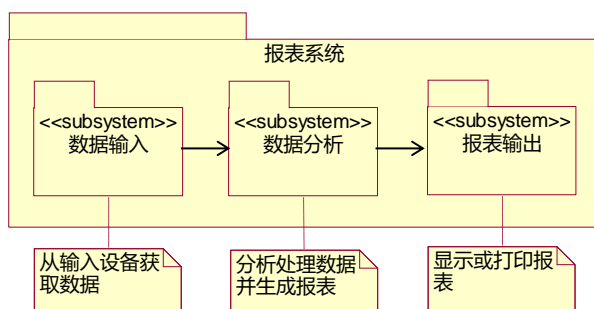 报表系统
<<subsystem>>
数据输入
<<subsystem>>
数据分析
<<subsystem>>
报表输出
从输入设备获
取数据
分析处理数据
并生成报表
显示或打印报
表